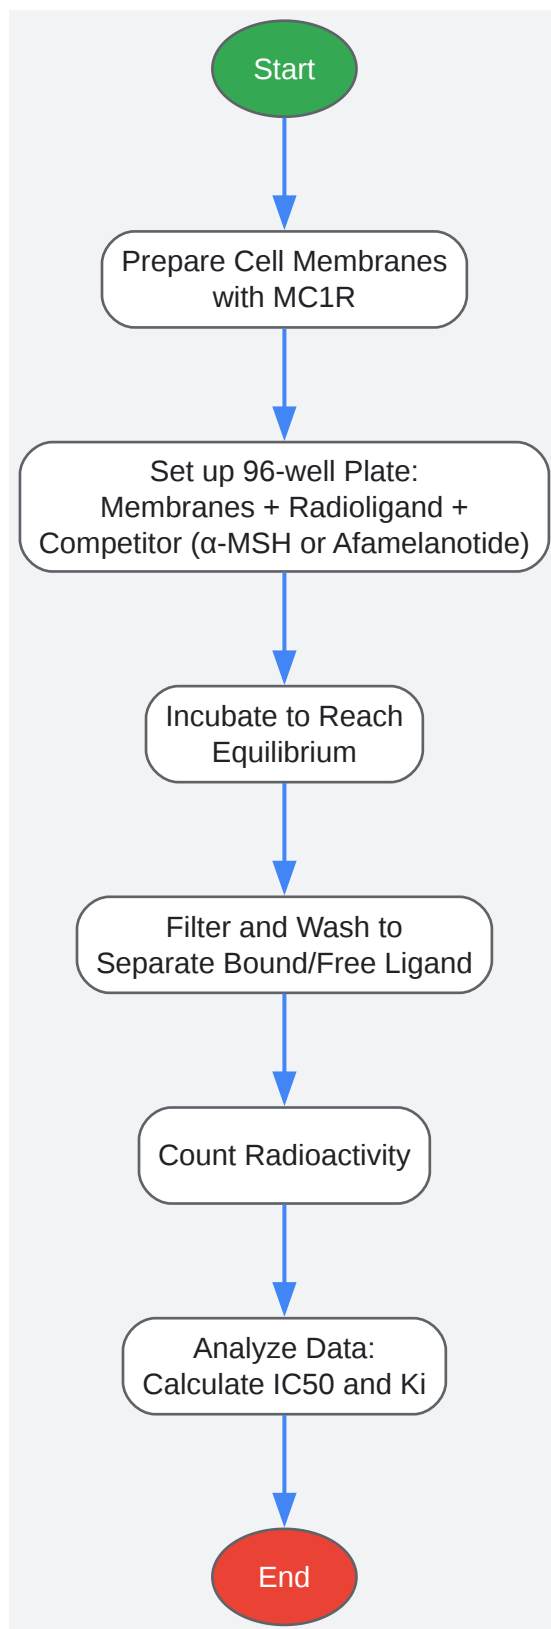 Start
Prepare Cell Membranes
with MC1R
Set up 96-well Plate:
Membranes + Radioligand +
Competitor (α-MSH or Afamelanotide)
Incubate to Reach
Equilibrium
Filter and Wash to
Separate Bound/Free Ligand
Count Radioactivity
Analyze Data:
Calculate IC50 and Ki
End